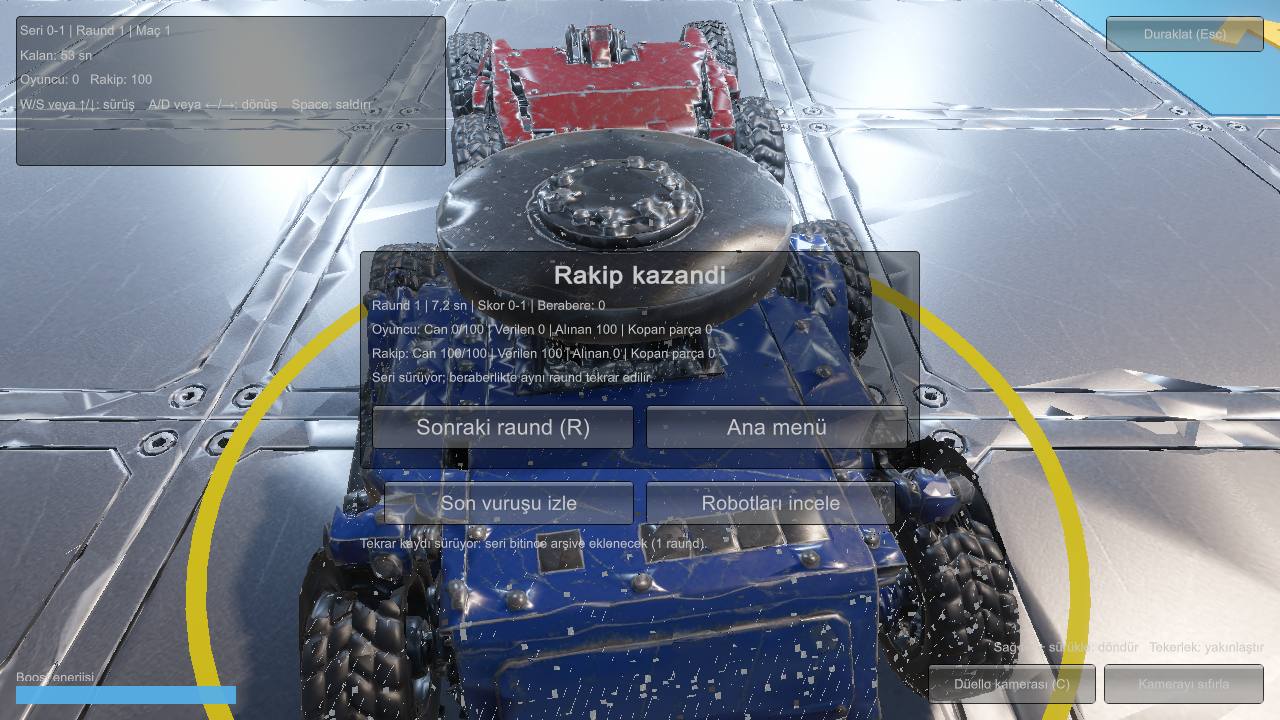 Seri 0-1 | Raund 1 | Maç 1
Duraklat (Esc)
Kalan: 53 sn
Oyuncu: 0   Rakip: 100
W/S veya ↑/↓: sürüş   A/D veya ←/→: dönüş   Space: saldırı
Rakip kazandi
Raund 1 | 7,2 sn | Skor 0-1 | Berabere: 0
Oyuncu: Can 0/100 | Verilen 0 | Alınan 100 | Kopan parça 0
Rakip: Can 100/100 | Verilen 100 | Alınan 0 | Kopan parça 0
Seri sürüyor; beraberlikte aynı raund tekrar edilir.
Sonraki raund (R)   Ana menü
Son vuruşu izle   Robotları incele
Tekrar kaydı sürüyor: seri bitince arşive eklenecek (1 raund).
sürükle: döndür   Tekerlek: yakınlaştır
Boost enerjisi
Düello kamerası (C)   Kamerayı sıfırla